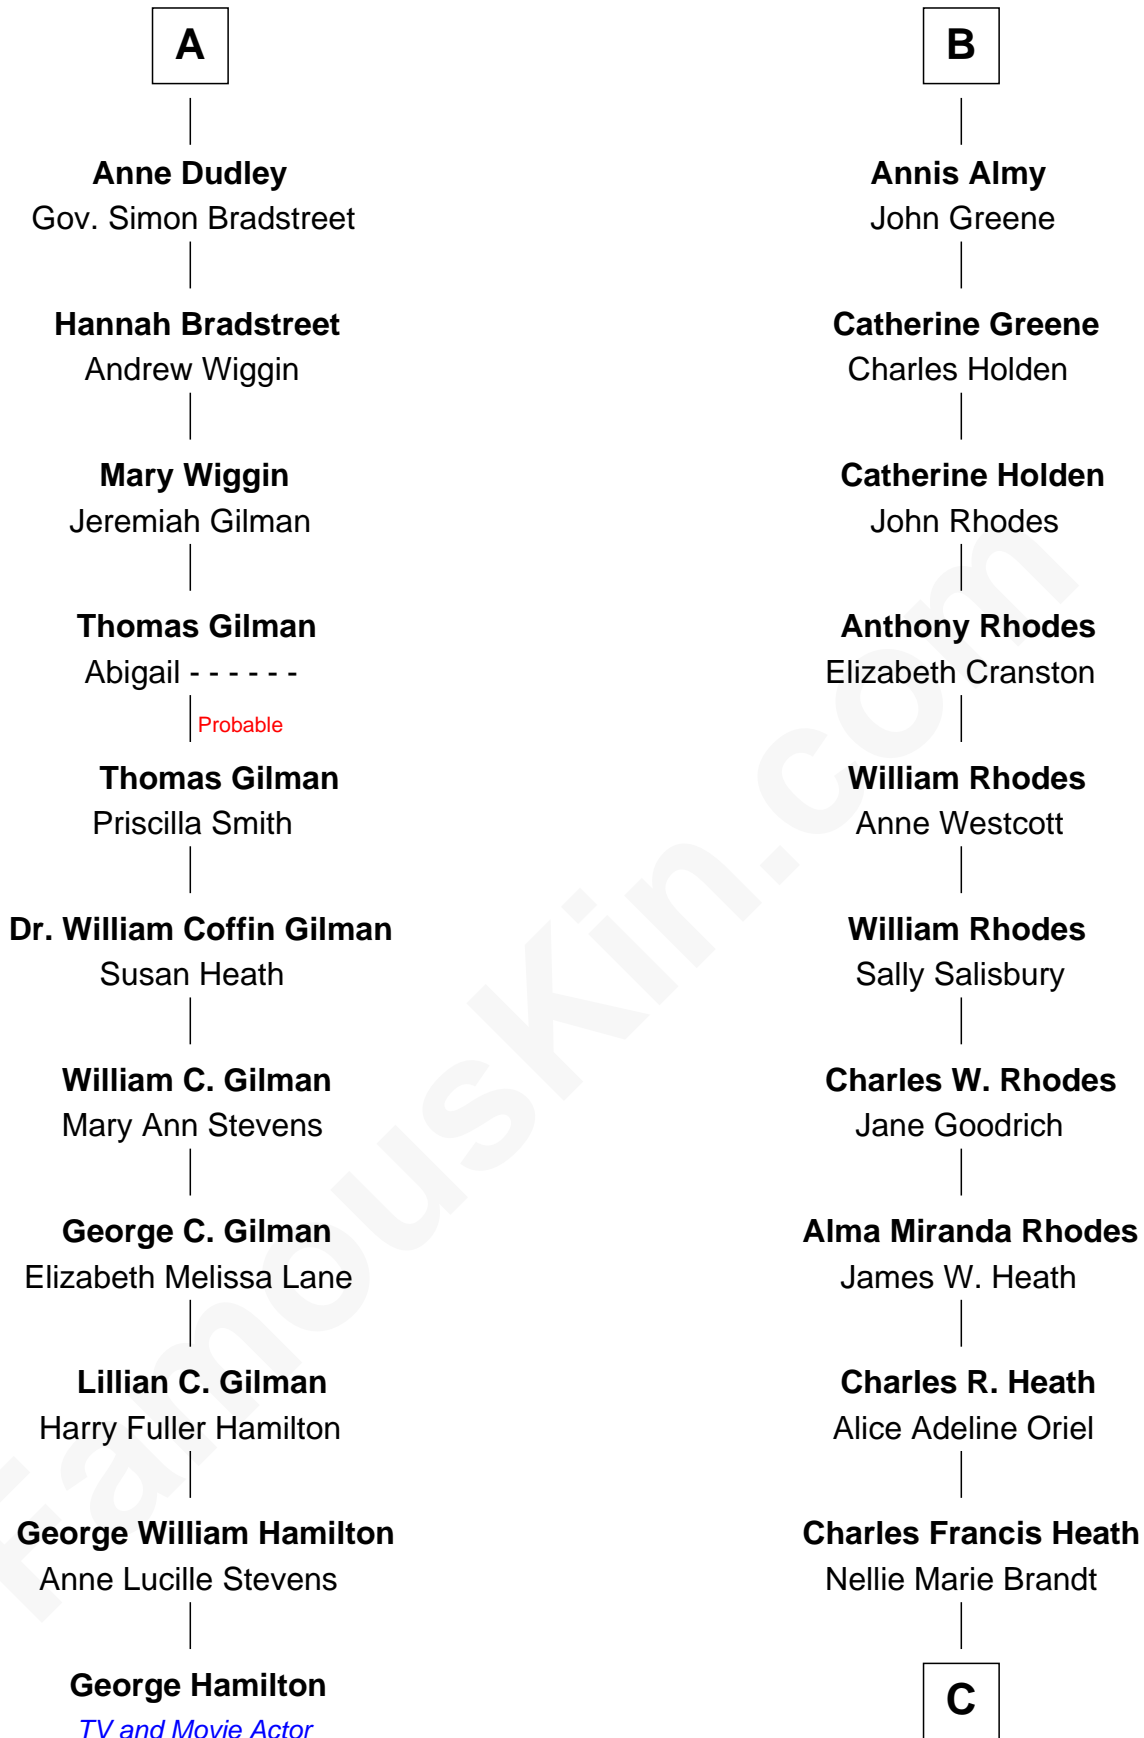 A
Anne Dudley
Gov. Simon Bradstreet
Hannah Bradstreet
Andrew Wiggin
Mary Wiggin
Jeremiah Gilman
Thomas Gilman
Abigail - - - - - -
Probable
Thomas Gilman
Priscilla Smith
Dr. William Coffin Gilman
Susan Heath
William C. Gilman
Mary Ann Stevens
George C. Gilman
Elizabeth Melissa Lane
Lillian C. Gilman
Harry Fuller Hamilton
George William Hamilton
Anne Lucille Stevens
George Hamilton
TV and Movie Actor
B
Annis Almy
John Greene
Catherine Greene
Charles Holden
Catherine Holden
John Rhodes
Anthony Rhodes
Elizabeth Cranston
William Rhodes
Anne Westcott
William Rhodes
Sally Salisbury
Charles W. Rhodes
Jane Goodrich
Alma Miranda Rhodes
James W. Heath
Charles R. Heath
Alice Adeline Oriel
Charles Francis Heath
Nellie Marie Brandt
C
FamousKin.com